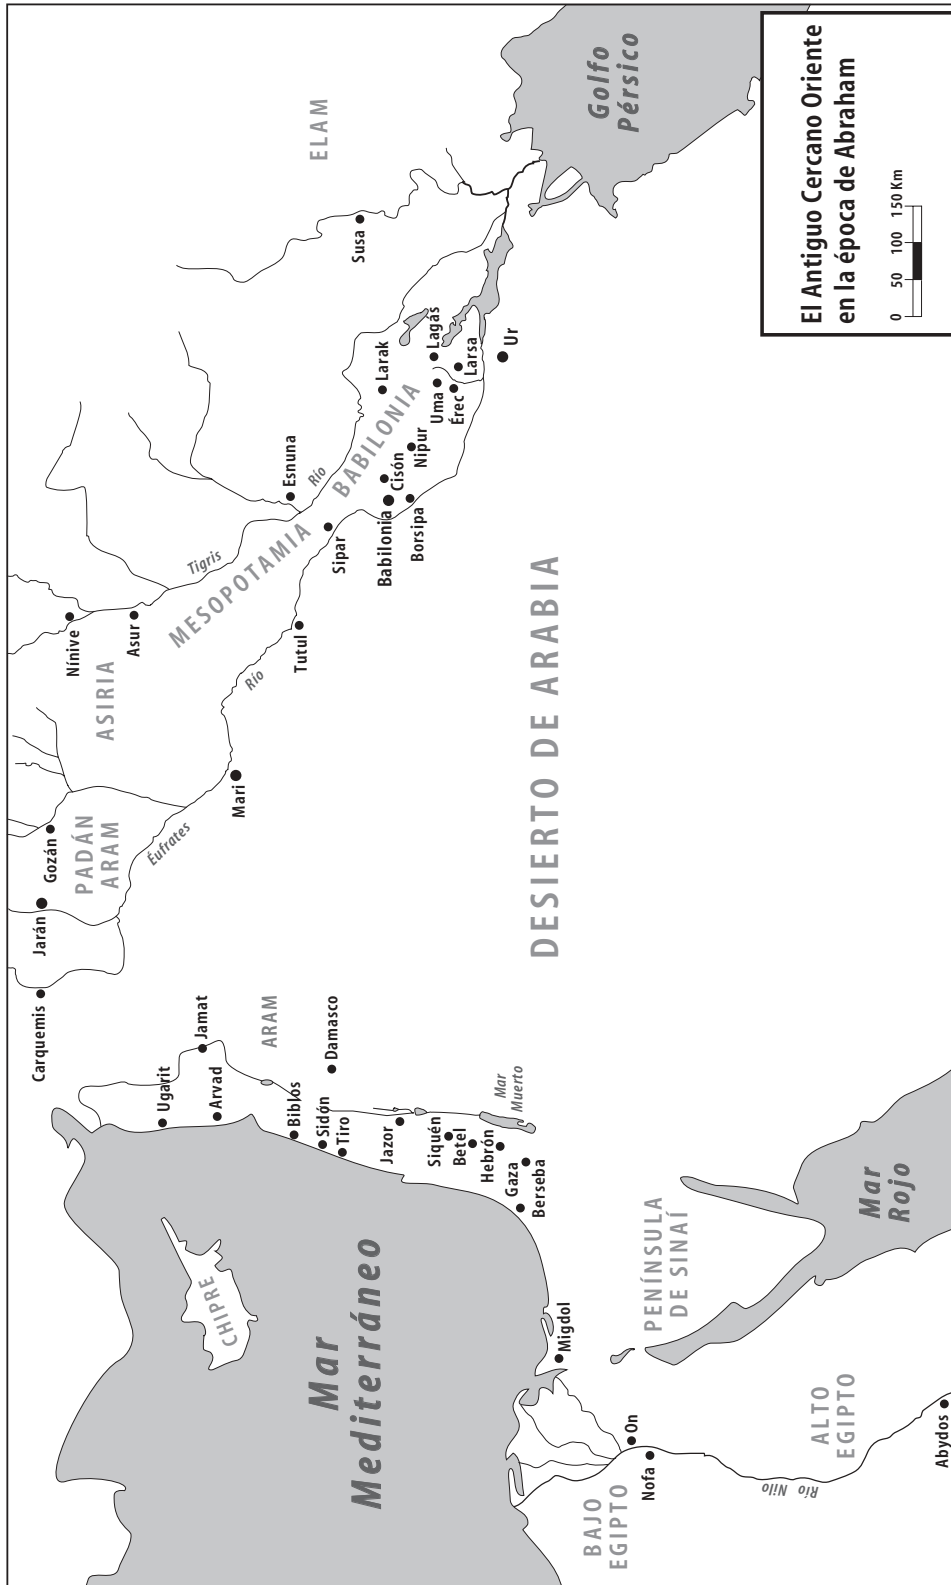 El Antiguo Cercano Oriente
en la época de Abraham
0 50 100 150 Km
Carquemis
Jarán
Gozán
PADÁN
ARAM
Nínive
ASIRIA
Asur
Éufrates
Mari
Río
Tutul
MESOPOTAMIA
Tigris
Río
Esnuna
Sipar
BABILONIA
Babilonia
Cisón
Borsipa
Nipur
Larak
Uma
Érec
Lagás
Larsa
Ur
Susa
ELAM
Golfo
Pérsico
Ugarit
Jamat
Arvad
ARAM
Biblos
Sidón
Tiro
Damasco
Jazor
Siquén
Betel
Hebrón
Mar
Muerto
Gaza
Berseba
CHIPRE
Mar
Mediterráneo
DESIERTO DE ARABIA
Migdol
PENÍNSULA
DE SINAÍ
Mar
Rojo
On
Nofa
BAJO
EGIPTO
ALTO
EGIPTO
Río Nilo
Abydos